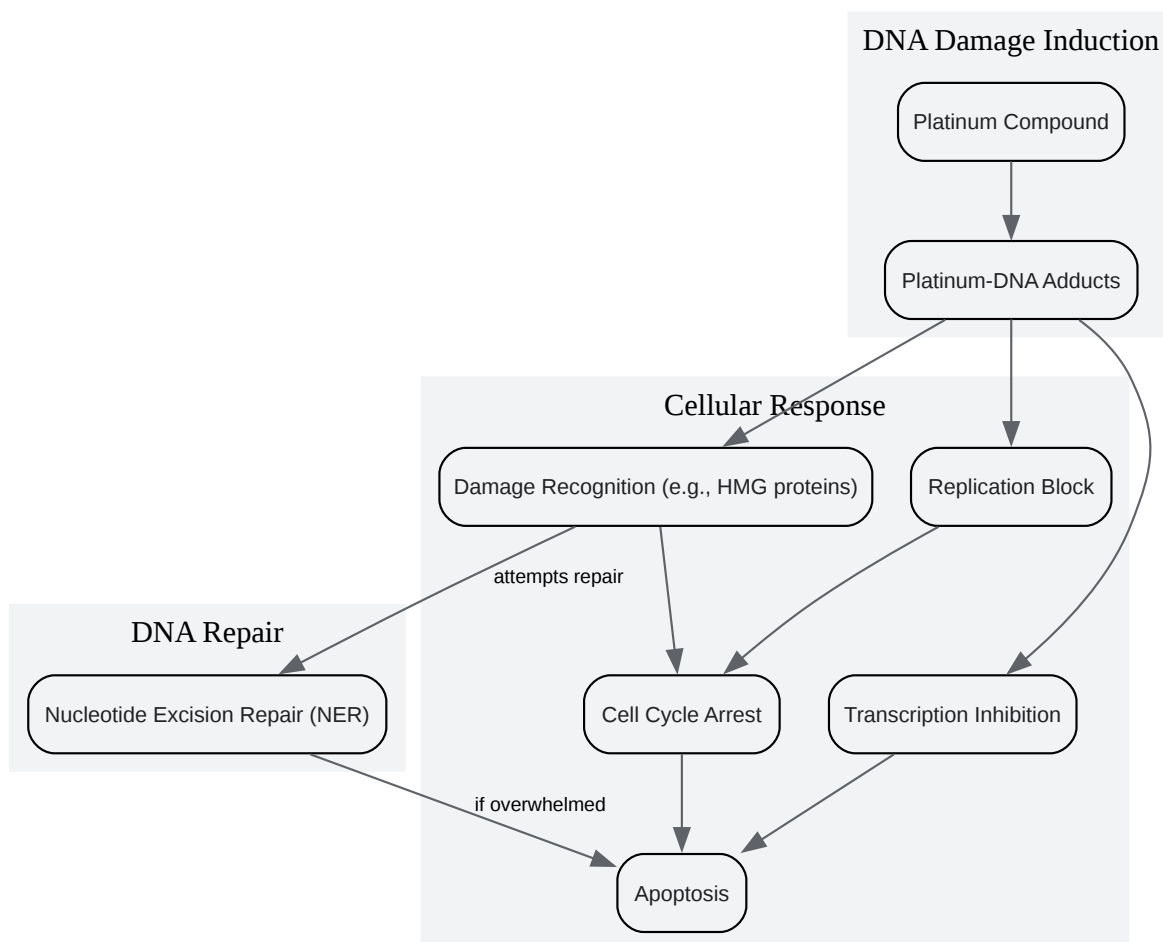 DNA Damage Induction
Platinum Compound
Platinum-DNA Adducts
Cellular Response
Damage Recognition (e.g., HMG proteins)
Replication Block
attempts repair
DNA Repair
Nucleotide Excision Repair (NER)
Cell Cycle Arrest
Transcription Inhibition
if overwhelmed
Apoptosis